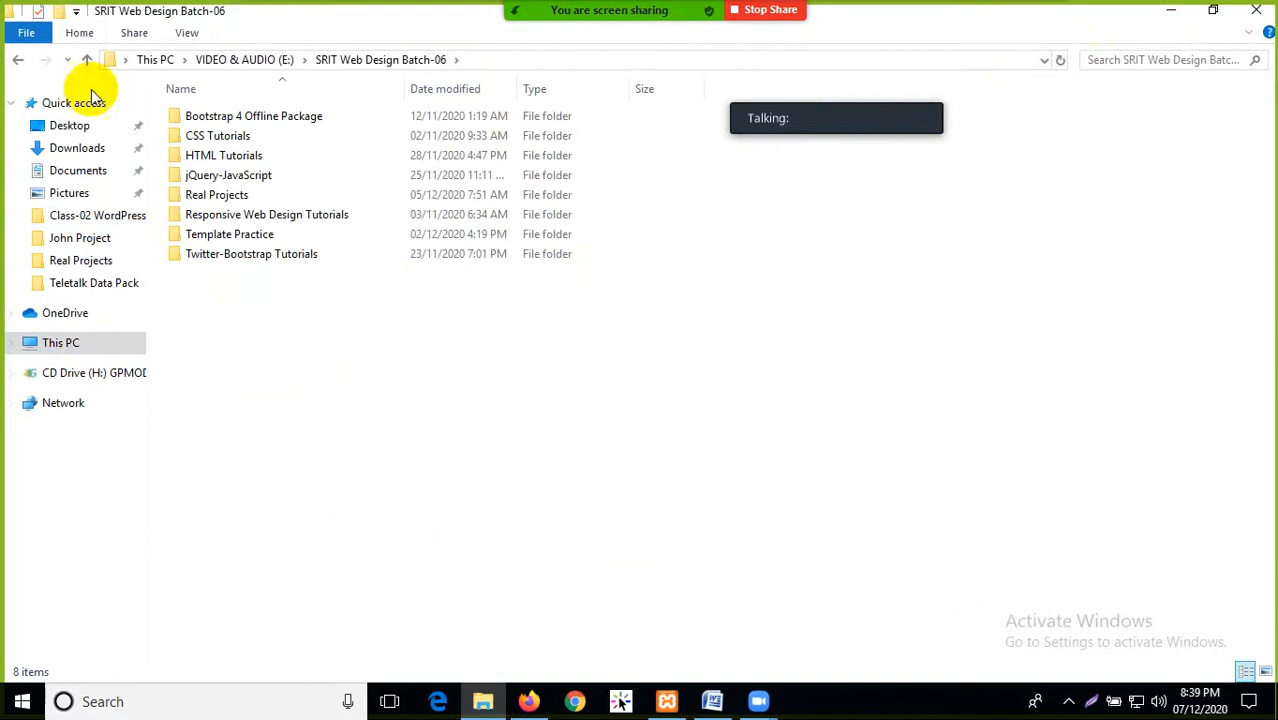 SRIT Web Design Batch-06
You are screen sharing
Stop Share
File
Home
Share
View
This PC
VIDEO & AUDIO (E:)
SRIT Web Design Batch-06
Search SRIT Web Design Batc...
Quick access
Desktop
Downloads
Documents
Pictures
Class-02 WordPress
John Project
Real Projects
Teletalk Data Pack
OneDrive
This PC
CD Drive (H:) GPMOD
Network
Name Date modified Type Size
Bootstrap 4 Offline Package 12/11/2020 1:19 AM File folder
CSS Tutorials 02/11/2020 9:33 AM File folder
HTML Tutorials 28/11/2020 4:47 PM File folder
jQuery-JavaScript 25/11/2020 11:11 ... File folder
Real Projects 05/12/2020 7:51 AM File folder
Responsive Web Design Tutorials 03/11/2020 6:34 AM File folder
Template Practice 02/12/2020 4:19 PM File folder
Twitter-Bootstrap Tutorials 23/11/2020 7:01 PM File folder
Talking:
Activate Windows
Go to Settings to activate Windows.
8 items
Search
8:39 PM
07/12/2020